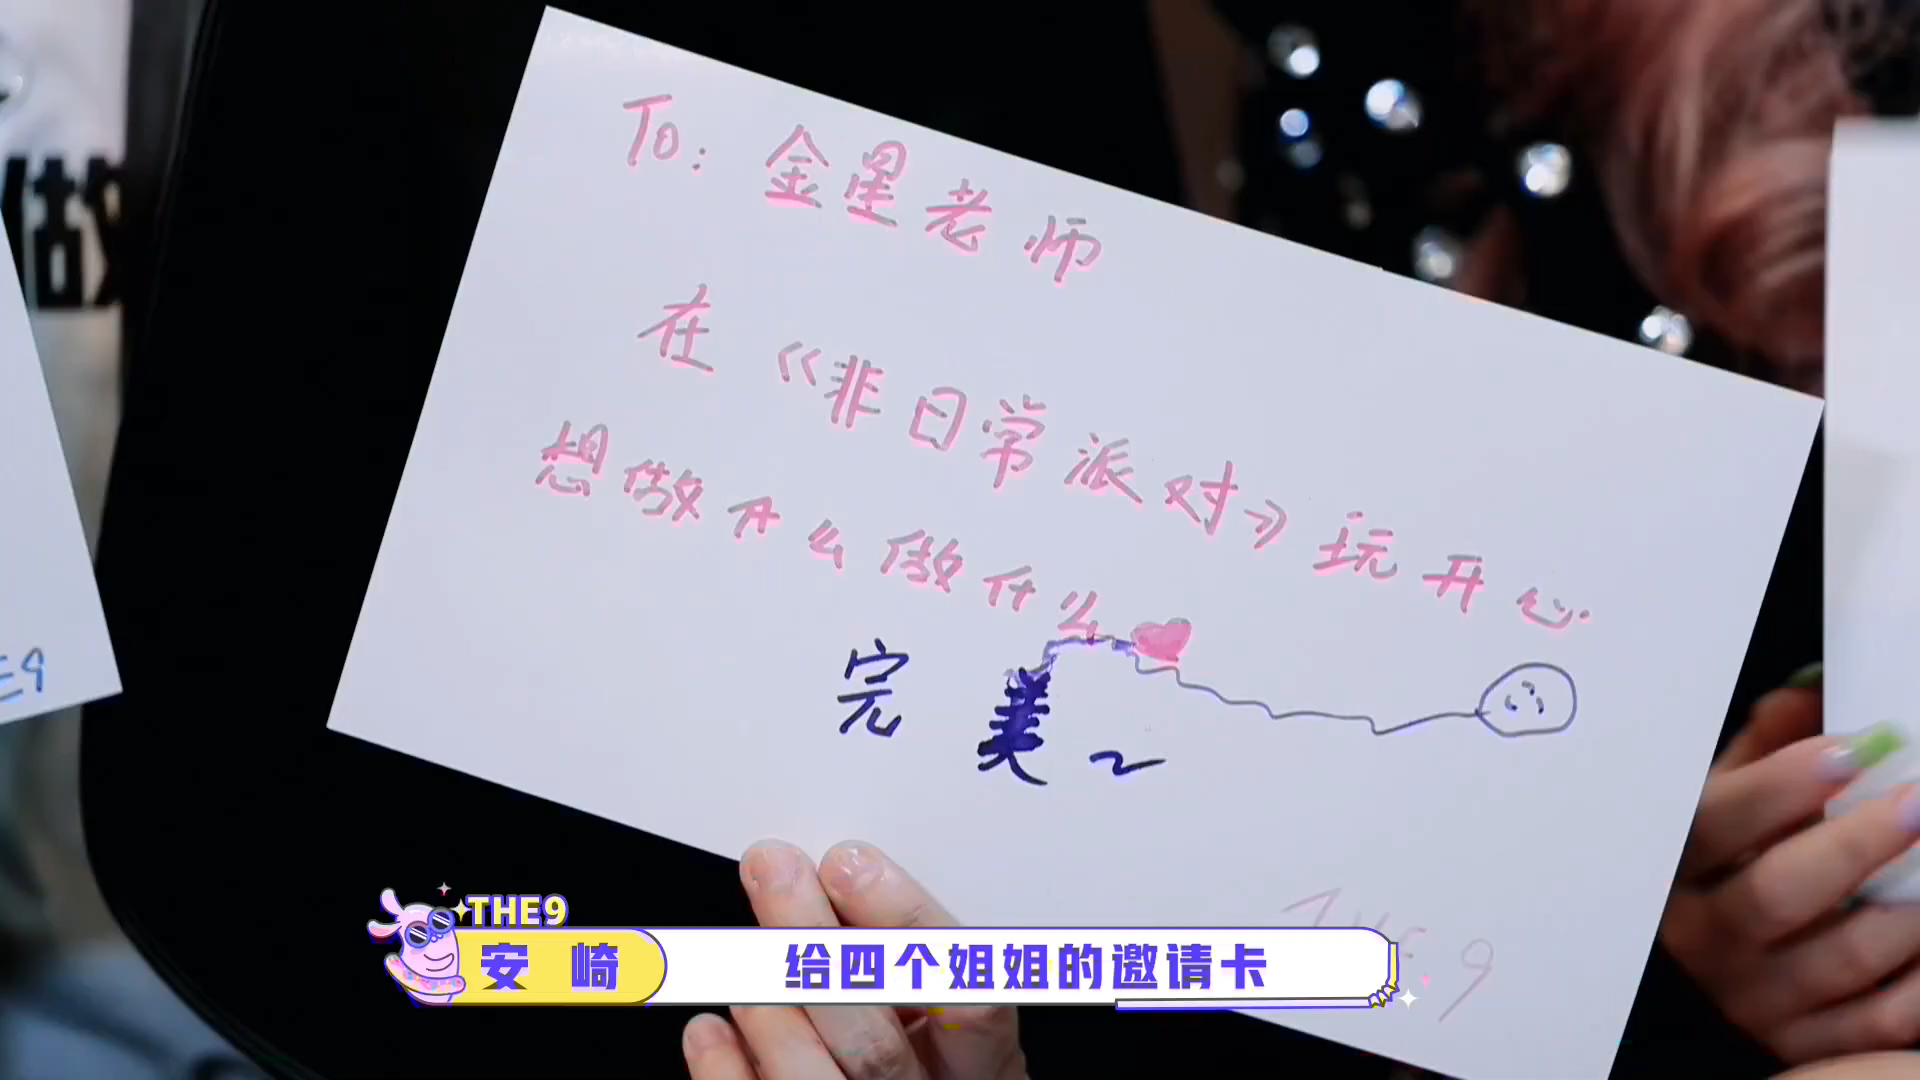 To: 金星老师
在《非日常派对》玩开心
想做什么做什么
完美~
THE9
THE9
安崎
给四个姐姐的邀请卡